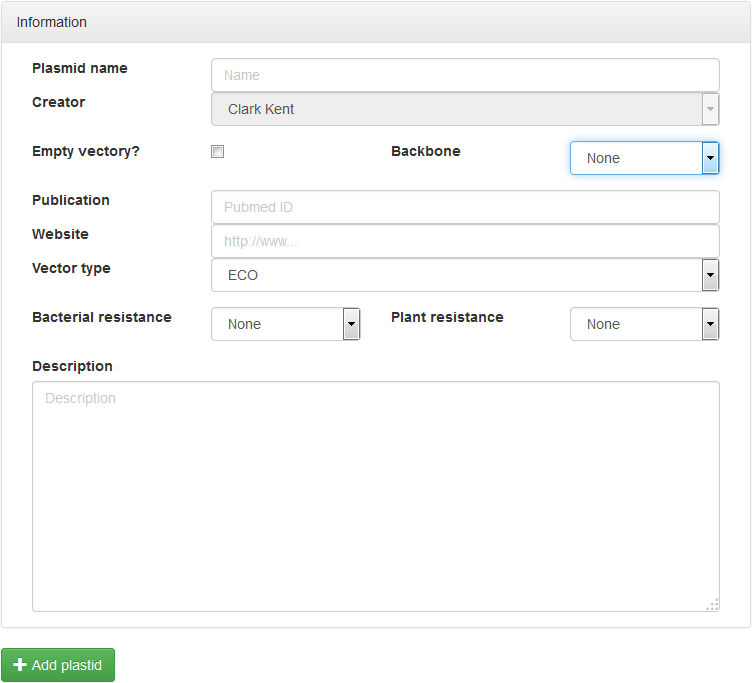 Information
Plasmid name Name
Creator Clark Kent
Empty vectory? Backbone None
Publication Pubmed ID
Website http://www...
Vector type ECO
Bacterial resistance None Plant resistance None
Description
Description
Add plastid